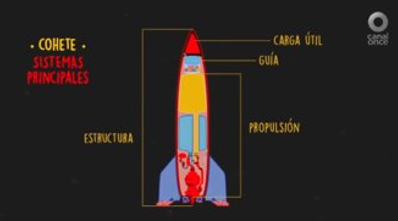 • COHETE •
SISTEMAS
PRINCIPALES
CARGA ÚTIL
GUÍA
ESTRUCTURA
PROPULSIÓN
canal
once